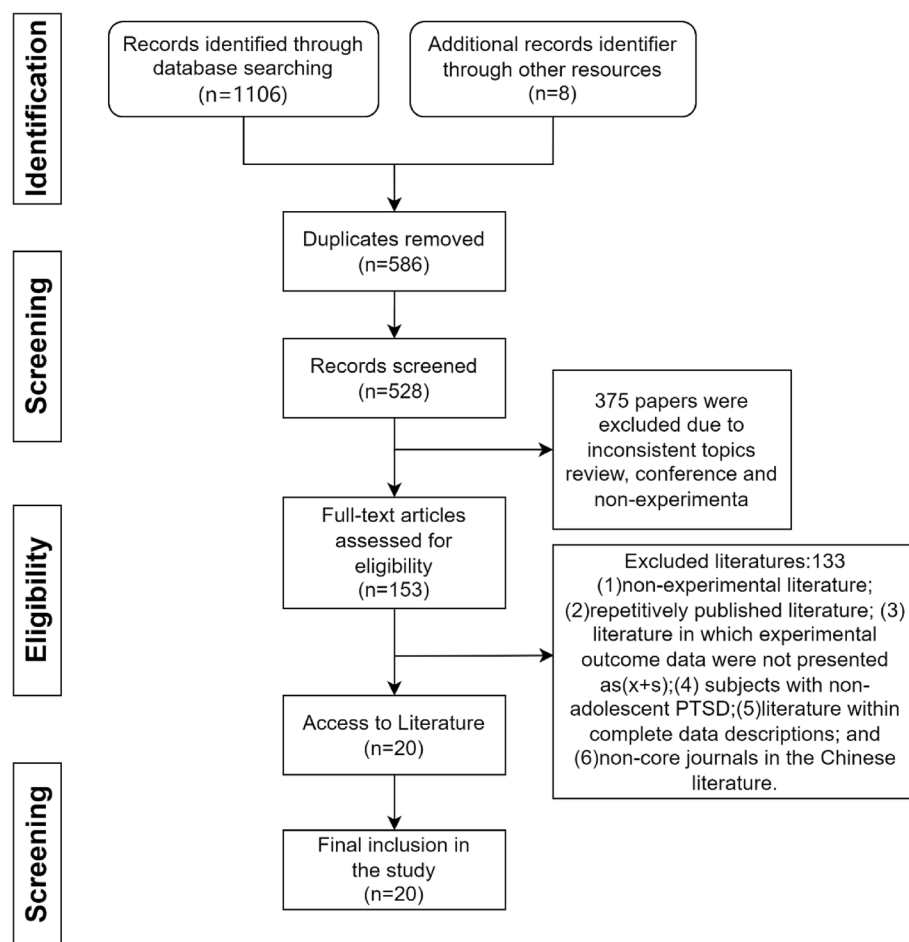 Identification
Records identified through
database searching
(n=1106)
Additional records identifier
through other resources
(n=8)
Duplicates removed
(n=586)
Screening
Records screened
(n=528)
375 papers were
excluded due to
inconsistent topics
review, conference and
non-experimenta
Eligibility
Full-text articles
assessed for
eligibility
(n=153)
Excluded literatures:133
(1)non-experimental literature;
(2)repetitively published literature; (3)
literature in which experimental
outcome data were not presented
as(x+s);(4) subjects with non-
adolescent PTSD;(5)literature within
complete data descriptions; and
(6)non-core journals in the Chinese
literature.
Access to Literature
(n=20)
Screening
Final inclusion in
the study
(n=20)